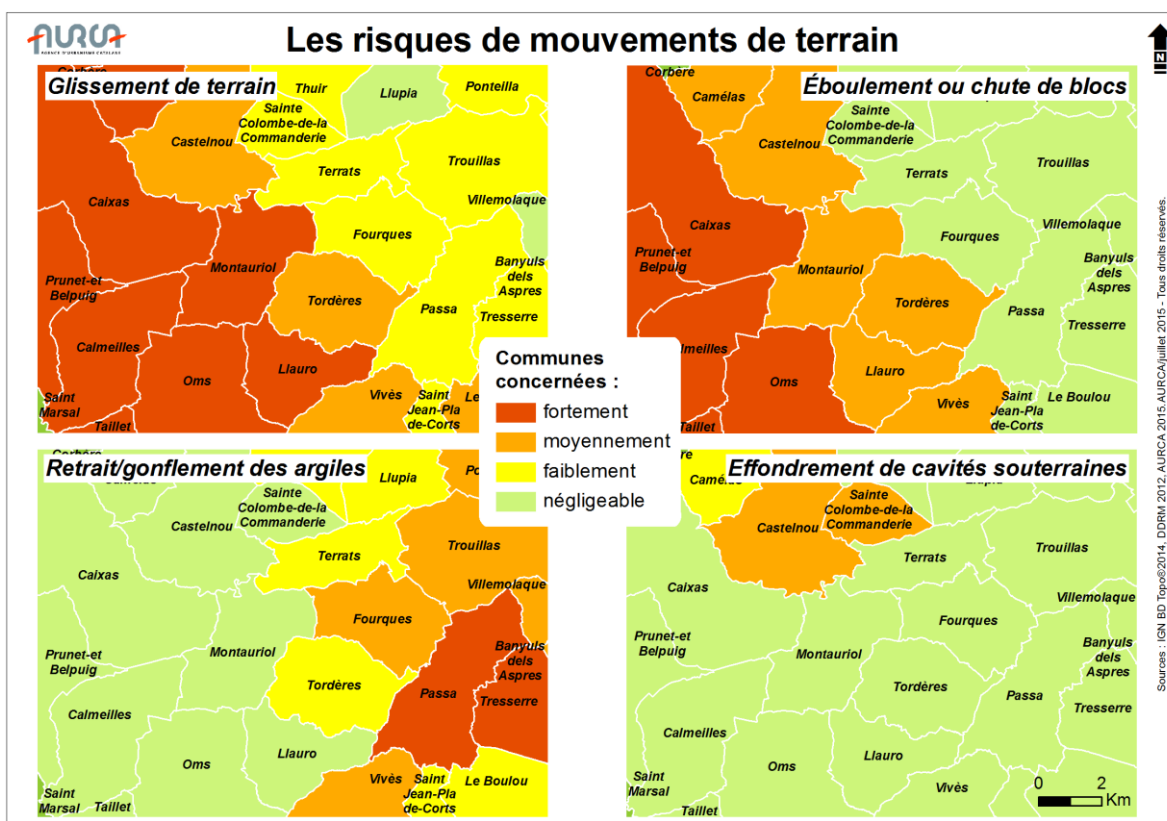 AURCA
AGENCE D'URBANISME CATALANE
Les risques de mouvements de terrain
N
Glissement de terrain
Corbère
Thuir
Llupia
Ponteilla
Sainte
Colombe-de-la
Commanderie
Castelnou
Terrats
Trouillas
Caixas
Villemolaque
Fourques
Montauriol
Banyuls
dels
Aspres
Prunet-et
Belpuig
Tordères
Passa
Tresserre
Calmeilles
Oms
Llauro
Vivès
Saint
Jean-Pla
de-Corts
Le
Saint
Marsal
Taillet
Éboulement ou chute de blocs
Corbère
Camélas
Sainte
Colombe-de-la
Commanderie
Castelnou
Terrats
Trouillas
Caixas
Fourques
Villemolaque
Prunet-et
Belpuig
Montauriol
Banyuls
dels
Aspres
Tordères
Passa
Tresserre
Calmeilles
Oms
Llauro
Vivès
Saint
Jean-Pla
de-Corts
Le Boulou
Saint
Marsal
Taillet
Communes
concernées :
fortement
moyennement
faiblement
négligeable
Retrait/gonflement des argiles
Llupia
Sainte
Colombe-de-la
Commanderie
Castelnou
Terrats
Trouillas
Caixas
Villemolaque
Fourques
Prunet-et
Belpuig
Montauriol
Banyuls
dels
Aspres
Tordères
Passa
Tresserre
Calmeilles
Oms
Llauro
Vivès
Saint
Jean-Pla
de-Corts
Le Boulou
Saint
Marsal
Taillet
Effondrement de cavités souterraines
Sainte
Colombe-de-la
Commanderie
Castelnou
Terrats
Trouillas
Caixas
Villemolaque
Fourques
Prunet-et
Belpuig
Montauriol
Banyuls
dels
Aspres
Tordères
Passa
Tresserre
Calmeilles
Oms
Llauro
Vivès
Saint
Marsal
Taillet
0 2
Km
Sources : IGN BD Topo®2014, DDRM 2012, AURCA 2015.AURCA/juillet 2015 - Tous droits réservés.